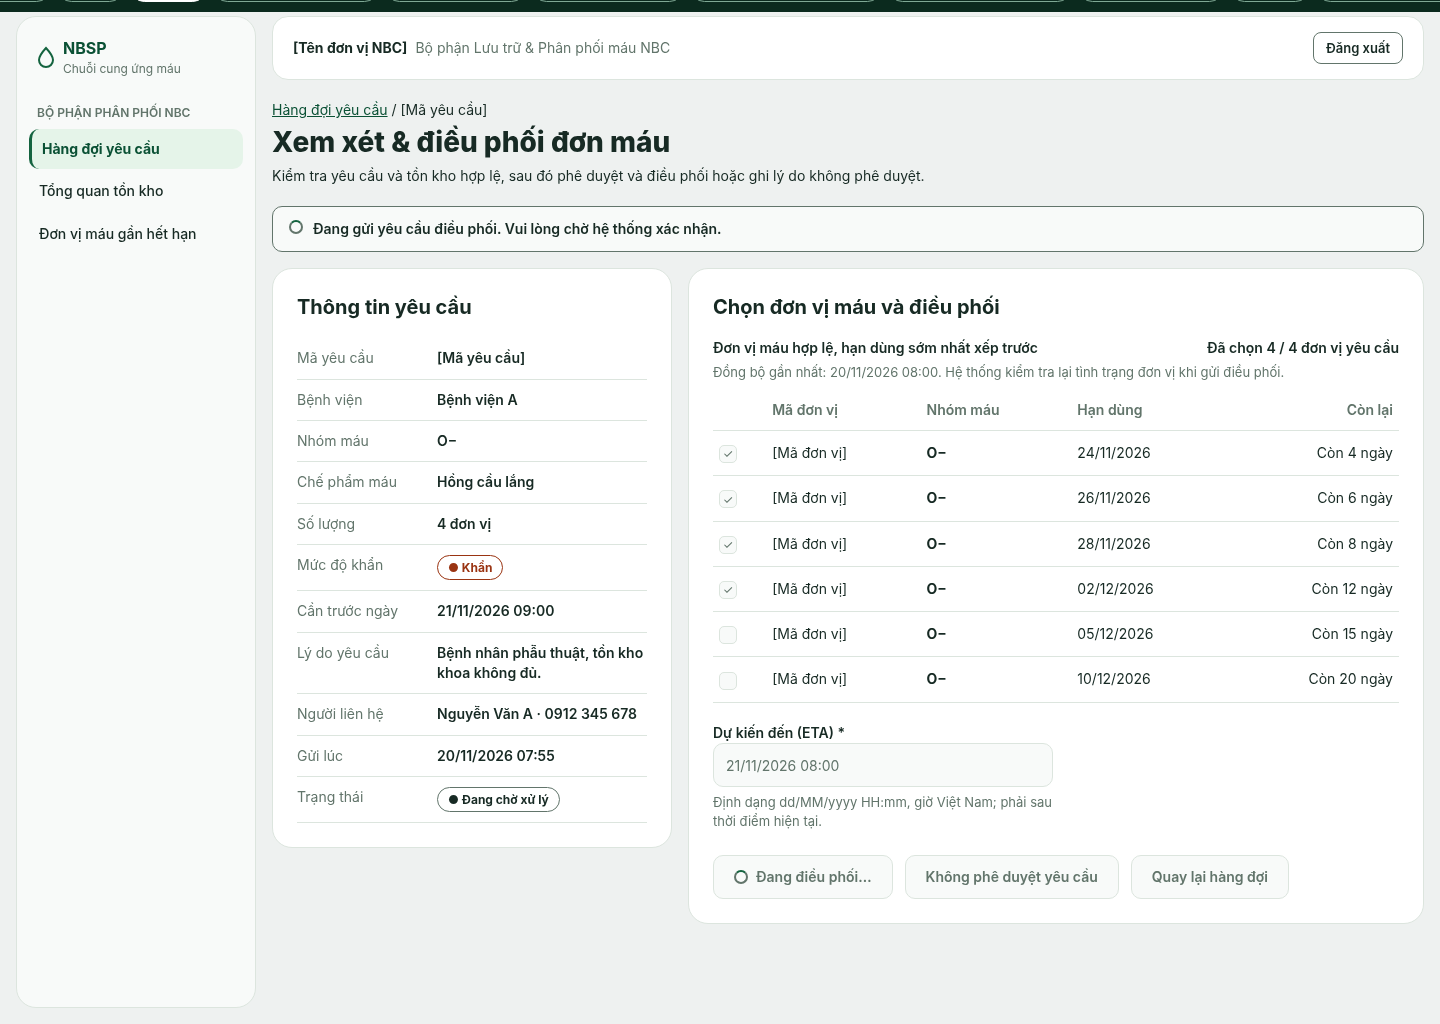 NBSP
Chuỗi cung ứng máu
BỘ PHẬN PHÂN PHỐI NBC
Hàng đợi yêu cầu
Tổng quan tồn kho
Đơn vị máu gần hết hạn
[Tên đơn vị NBC] Bộ phận Lưu trữ & Phân phối máu NBC
Đăng xuất
Hàng đợi yêu cầu / [Mã yêu cầu]
Xem xét & điều phối đơn máu
Kiểm tra yêu cầu và tồn kho hợp lệ, sau đó phê duyệt và điều phối hoặc ghi lý do không phê duyệt.
Đang gửi yêu cầu điều phối. Vui lòng chờ hệ thống xác nhận.
Thông tin yêu cầu
Mã yêu cầu [Mã yêu cầu]
Bệnh viện Bệnh viện A
Nhóm máu O−
Chế phẩm máu Hồng cầu lắng
Số lượng 4 đơn vị
Mức độ khẩn Khẩn
Cần trước ngày 21/11/2026 09:00
Lý do yêu cầu Bệnh nhân phẫu thuật, tồn kho
khoa không đủ.
Người liên hệ Nguyễn Văn A · 0912 345 678
Gửi lúc 20/11/2026 07:55
Trạng thái Đang chờ xử lý
Chọn đơn vị máu và điều phối
Đơn vị máu hợp lệ, hạn dùng sớm nhất xếp trước Đã chọn 4 / 4 đơn vị yêu cầu
Đồng bộ gần nhất: 20/11/2026 08:00. Hệ thống kiểm tra lại tình trạng đơn vị khi gửi điều phối.
Mã đơn vị Nhóm máu Hạn dùng Còn lại
[Mã đơn vị] O− 24/11/2026 Còn 4 ngày
[Mã đơn vị] O− 26/11/2026 Còn 6 ngày
[Mã đơn vị] O− 28/11/2026 Còn 8 ngày
[Mã đơn vị] O− 02/12/2026 Còn 12 ngày
[Mã đơn vị] O− 05/12/2026 Còn 15 ngày
[Mã đơn vị] O− 10/12/2026 Còn 20 ngày
Dự kiến đến (ETA) *
21/11/2026 08:00
Định dạng dd/MM/yyyy HH:mm, giờ Việt Nam; phải sau
thời điểm hiện tại.
Đang điều phối...
Không phê duyệt yêu cầu
Quay lại hàng đợi